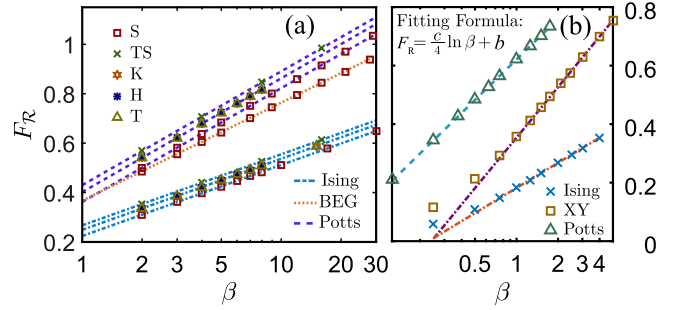 (a)
S
TS
K
H
T
1
0.8
0.6
0.4
0.2
F_R
Ising
BEG
Potts
1 3 5 10 20 30
β
(b)
Fitting Formula:
F_R = c/4 ln β + b
0.8
0.6
0.4
0.2
0
Ising
XY
Potts
0.5 1 2 3 4
β